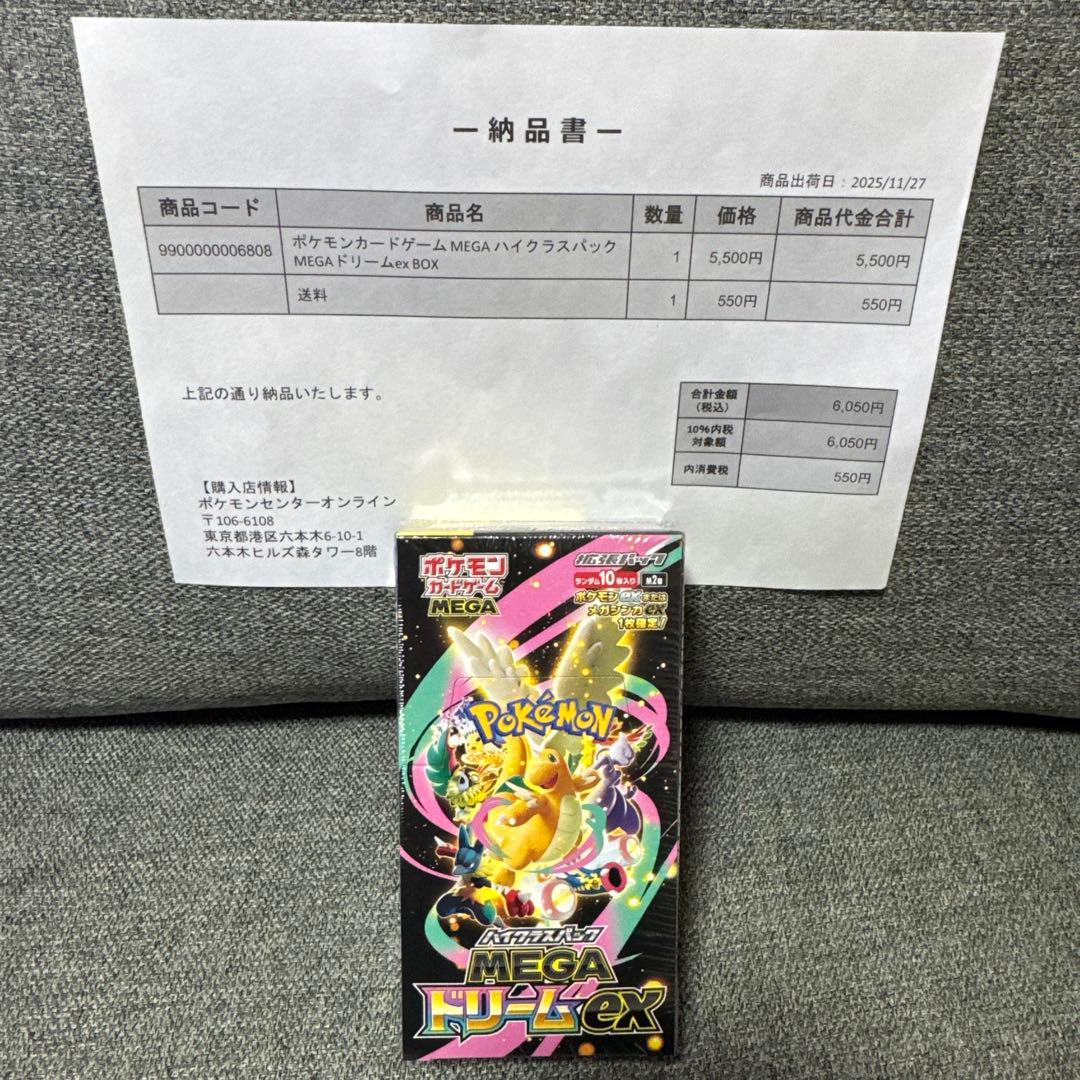 ー納品書ー
商品出荷日：2025/11/27
商品コード 商品名 数量 価格 商品代金合計
9900000006808 ポケモンカードゲーム MEGA ハイクラスパック 1 5,500円 5,500円
MEGAドリームex BOX
送料 1 550円 550円
上記の通り納品いたします。
合計金額 6,050円
（税込）
10%内税 6,050円
対象額
内消費税 550円
【購入店情報】
ポケモンセンターオンライン
〒106-6108
東京都港区六本木6-10-1
六本木ヒルズ森タワー8階
ポケモン
カードゲーム
MEGA
拡張パック
ランダム10枚入り
ポケモンexまたは
メガシンカex
1枚確定!
POKéMON
ハイクラスパック
MEGA
ドリームex